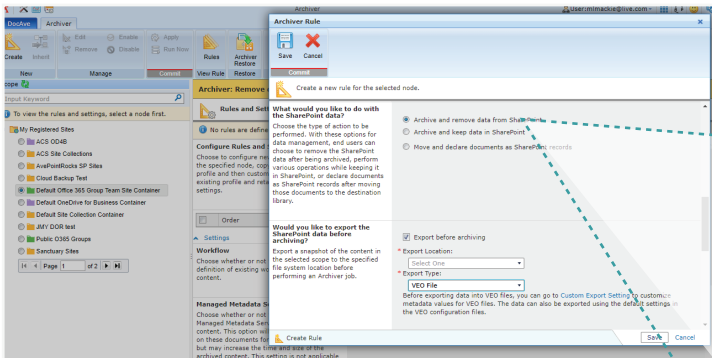 Archiver
User:mlmackie@live.com
DocAve
Archiver
Create
Inherit
Edit
Remove
Enable
Disable
Apply
Run Now
Rules
Archiver
Restore
New
Manage
Commit
View Rule
Restore
Input Keyword
To view the rules and settings, select a node first.
My Registered Sites
ACS OD4B
ACS Site Collections
AvePointRocks SP Sites
Cloud Backup Test
Default Office 365 Group Team Site Container
Default OneDrive for Business Container
Default Site Collection Container
JMY DOR test
Public O365 Groups
Sanctuary Sites
Page 1 of 2
Archiver: Remove
Rules and Sett
No rules are define
Configure Rules and
Choose to configure ne
the specified node, cop
profile and then custom
existing profile and reta
settings.
Order
Settings
Workflow
Choose whether or not
definition of existing wo
content.
Managed Metadata S
Choose whether or not
Managed Metadata Ser
content. This option wil
on these documents fo
but may increase the time and size of the
archived content. This setting is not applicable
Archiver Rule
Save
Cancel
Commit
Create a new rule for the selected node.
What would you like to do with
the SharePoint data?
Choose the type of action to be
performed. With these options for
data management, end users can
choose to remove the SharePoint
data after being archived, perform
various operations while keeping it
in SharePoint, or declare documents
as SharePoint records after moving
those documents to the destination
library.
Archive and remove data from SharePoint
Archive and keep data in SharePoint
Move and declare documents as SharePoint records
Would you like to export the
SharePoint data before
archiving?
Export a snapshot of the content in
the selected scope to the specified
file system location before
performing an Archiver job.
Export before archiving
* Export Location:
Select One
* Export Type:
VEO File
Before exporting data into VEO files, you can go to Custom Export Setting to customize
metadata values for VEO files. The data can also be exported using the default settings in
the VEO configuration files.
Create Rule
Save
Cancel